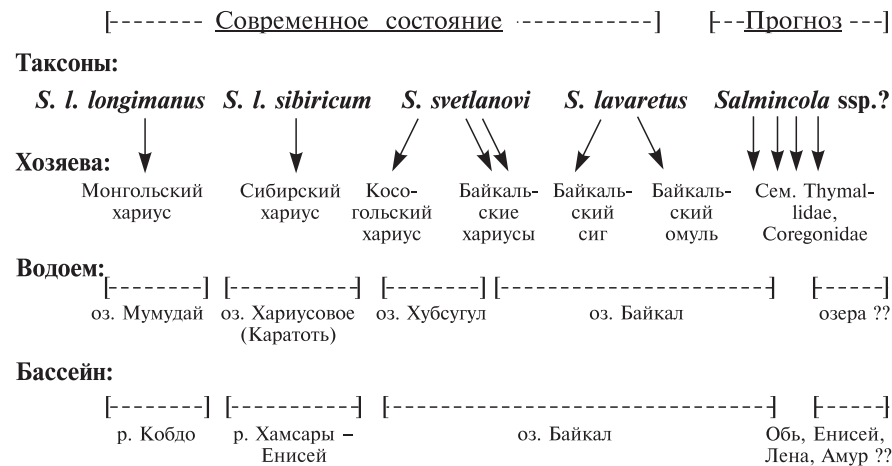 [---- Современное состояние ----] [--Прогноз---]
Таксоны:
S. l. longimanus S. l. sibiricum S. svetlanovi S. lavaretus Salmincola ssp.?
Хозяева:
Монгольский Сибирский Косо- Байкаль- Байкаль- Байкаль- Сем. Thymal-
хариус хариус гольский ские ский ский lidae,
хариус хариусы сиг омуль Coregonidae
Водоем:
оз. Мумудай оз. Хариусовое оз. Хубсугул оз. Байкал озера ??
(Каратоть)
Бассейн:
р. Кобдо р. Хамсары – оз. Байкал Обь, Енисей,
Енисей Лена, Амур ??